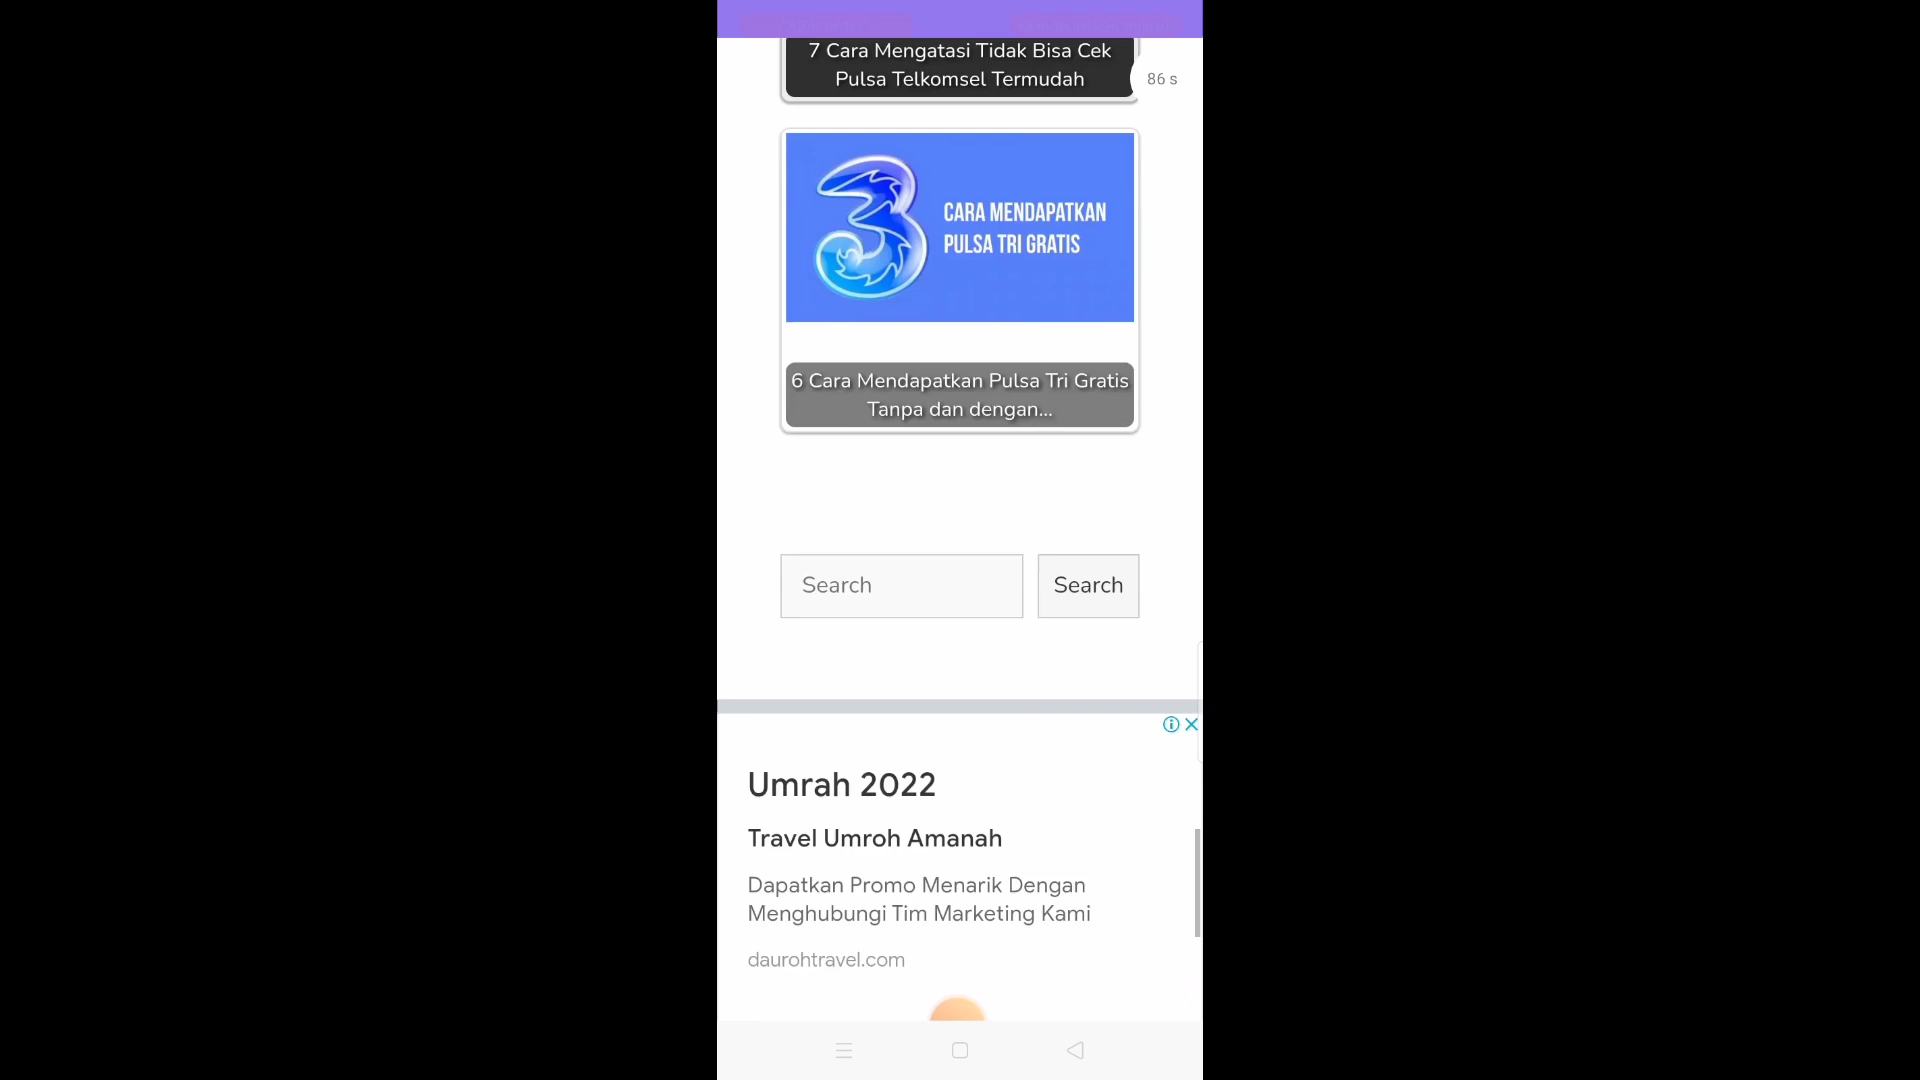 7 Cara Mengatasi Tidak Bisa Cek
Pulsa Telkomsel Termudah
86 s
3
CARA MENDAPATKAN
PULSA TRI GRATIS
6 Cara Mendapatkan Pulsa Tri Gratis
Tanpa dan dengan...
Search
Search
Umrah 2022
Travel Umroh Amanah
Dapatkan Promo Menarik Dengan
Menghubungi Tim Marketing Kami
daurohtravel.com